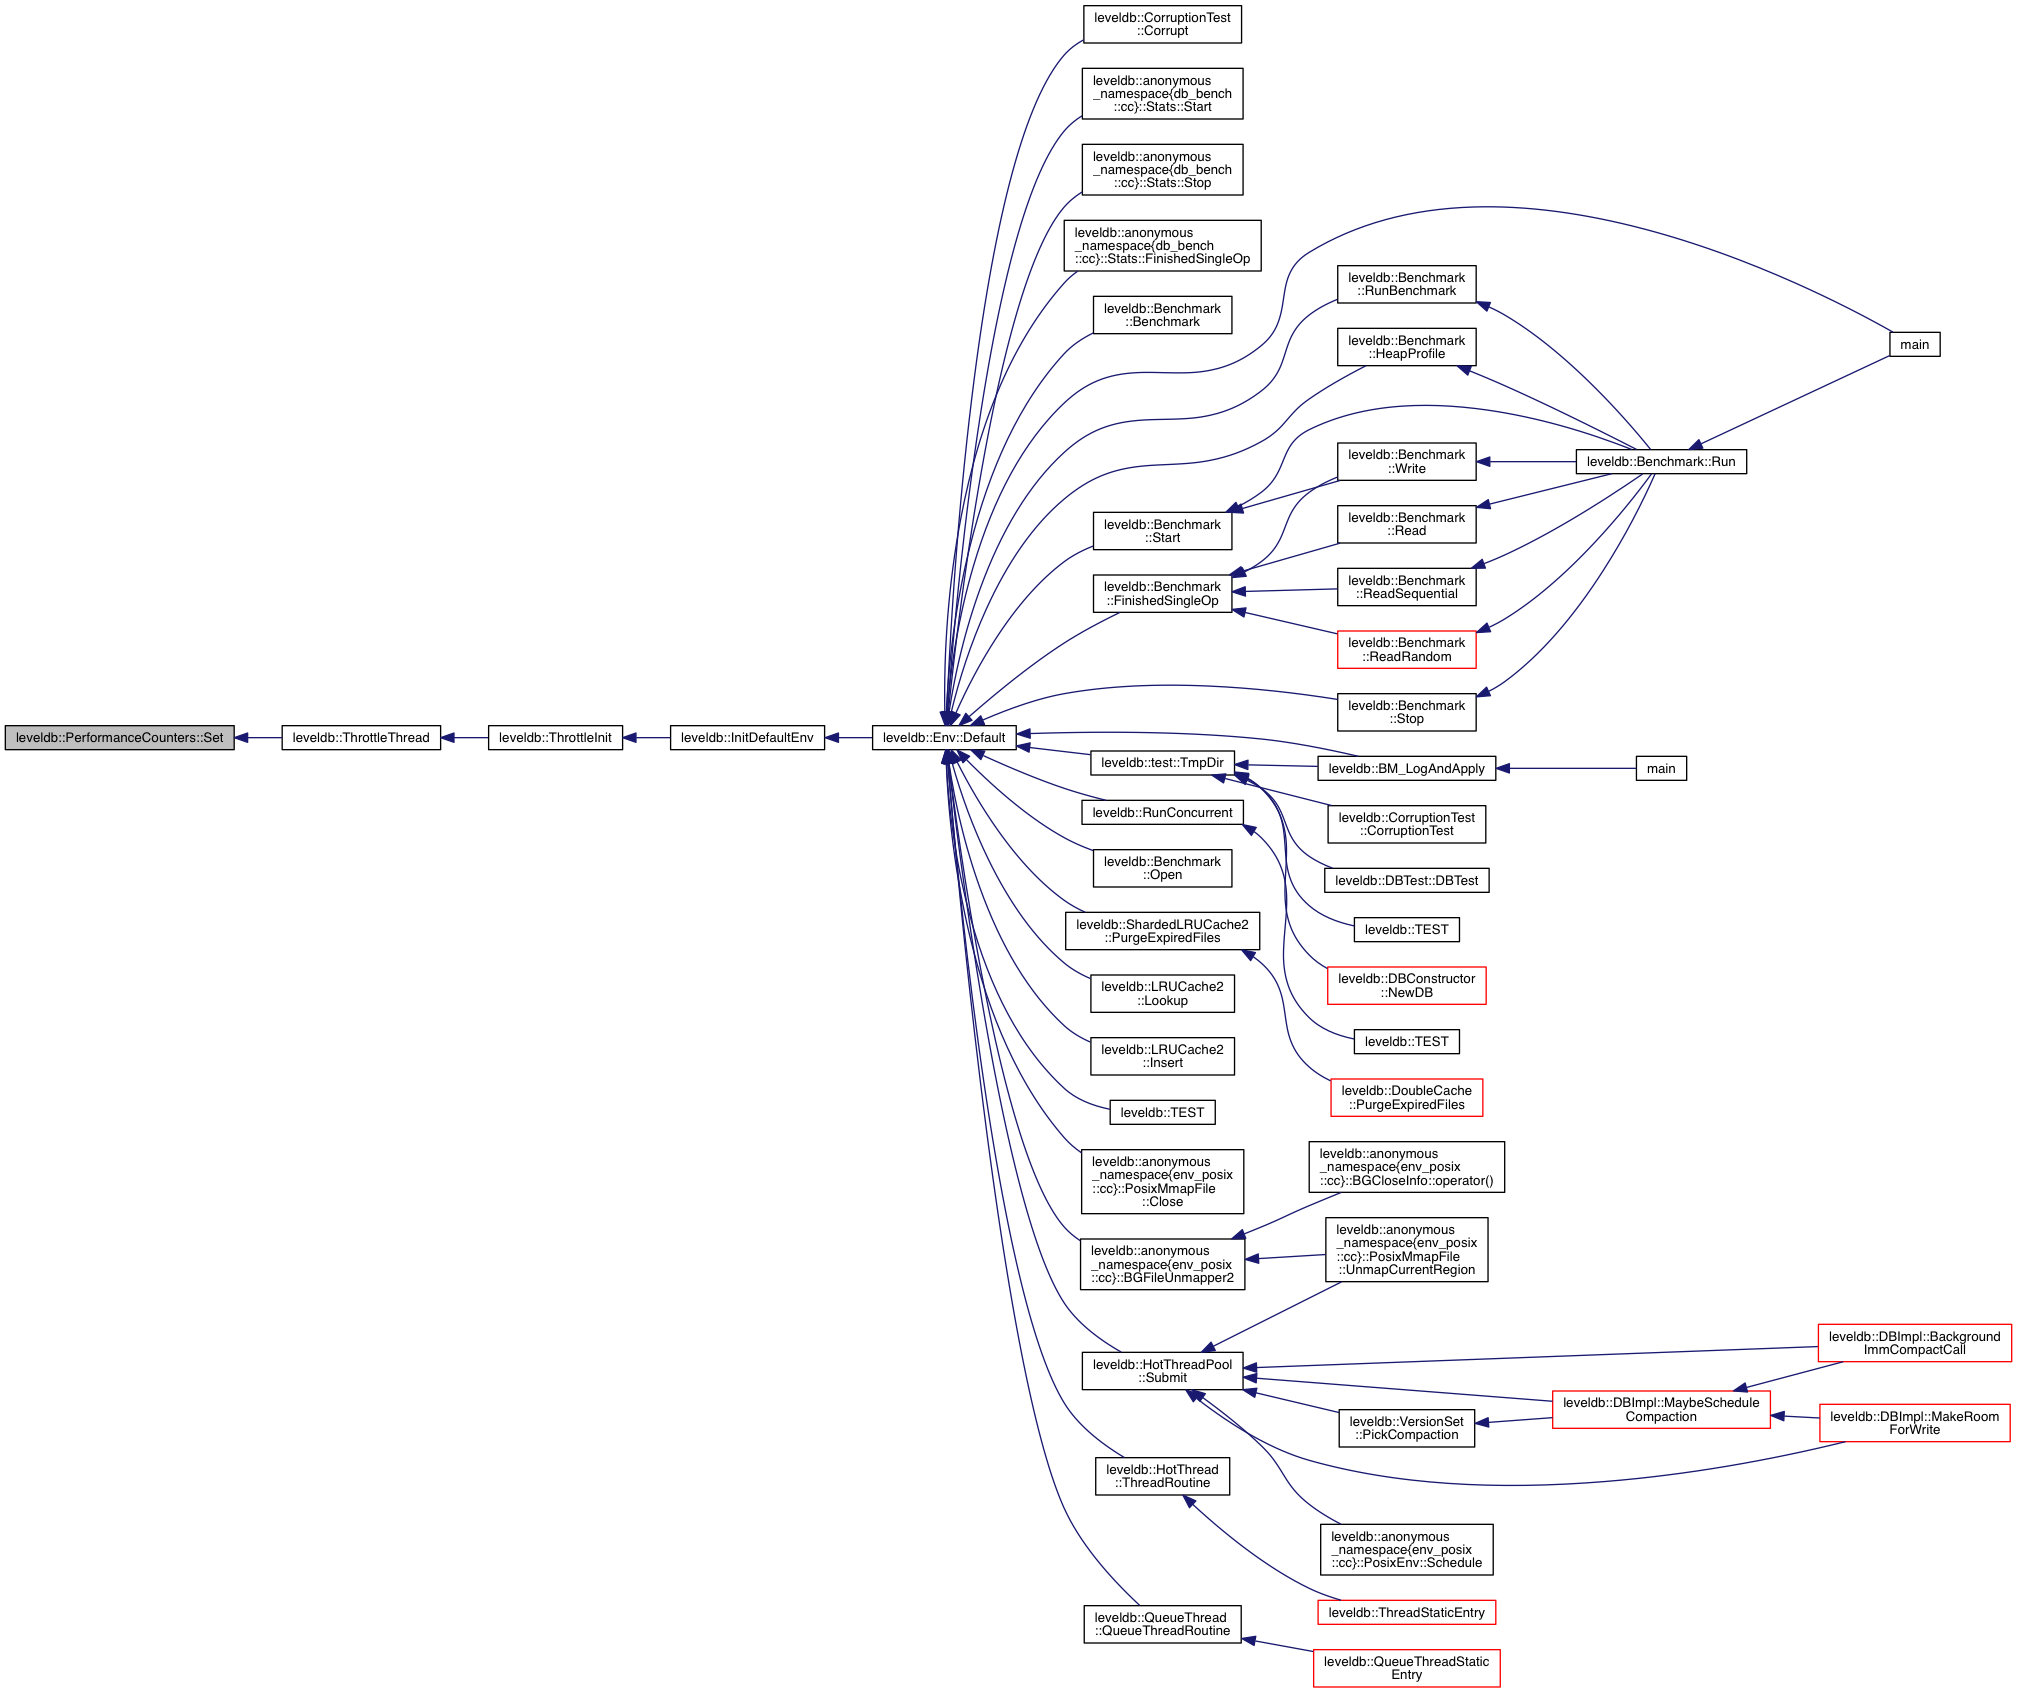 leveldb::PerformanceCounters::Set
leveldb::ThrottleThread
leveldb::ThrottleInit
leveldb::InitDefaultEnv
leveldb::Env::Default
leveldb::CorruptionTest
::Corrupt
leveldb::anonymous
_namespace{db_bench
::cc}::Stats::Start
leveldb::anonymous
_namespace{db_bench
::cc}::Stats::Stop
leveldb::anonymous
_namespace{db_bench
::cc}::Stats::FinishedSingleOp
leveldb::Benchmark
::Benchmark
leveldb::Benchmark
::Start
leveldb::Benchmark
::FinishedSingleOp
leveldb::test::TmpDir
leveldb::RunConcurrent
leveldb::Benchmark
::Open
leveldb::ShardedLRUCache2
::PurgeExpiredFiles
leveldb::LRUCache2
::Lookup
leveldb::LRUCache2
::Insert
leveldb::TEST
leveldb::anonymous
_namespace{env_posix
::cc}::PosixMmapFile
::Close
leveldb::anonymous
_namespace{env_posix
::cc}::BGFileUnmapper2
leveldb::HotThreadPool
::Submit
leveldb::HotThread
::ThreadRoutine
leveldb::QueueThread
::QueueThreadRoutine
leveldb::Benchmark
::RunBenchmark
leveldb::Benchmark
::HeapProfile
leveldb::Benchmark
::Write
leveldb::Benchmark
::Read
leveldb::Benchmark
::ReadSequential
leveldb::Benchmark
::ReadRandom
leveldb::Benchmark
::Stop
leveldb::BM_LogAndApply
leveldb::CorruptionTest
::CorruptionTest
leveldb::DBTest::DBTest
leveldb::TEST
leveldb::DBConstructor
::NewDB
leveldb::TEST
leveldb::DoubleCache
::PurgeExpiredFiles
leveldb::anonymous
_namespace{env_posix
::cc}::BGCloseInfo::operator()
leveldb::anonymous
_namespace{env_posix
::cc}::PosixMmapFile
::UnmapCurrentRegion
leveldb::VersionSet
::PickCompaction
leveldb::anonymous
_namespace{env_posix
::cc}::PosixEnv::Schedule
leveldb::ThreadStaticEntry
leveldb::QueueThreadStatic
Entry
leveldb::Benchmark::Run
main
leveldb::DBImpl::MaybeSchedule
Compaction
main
leveldb::DBImpl::Background
ImmCompactCall
leveldb::DBImpl::MakeRoom
ForWrite